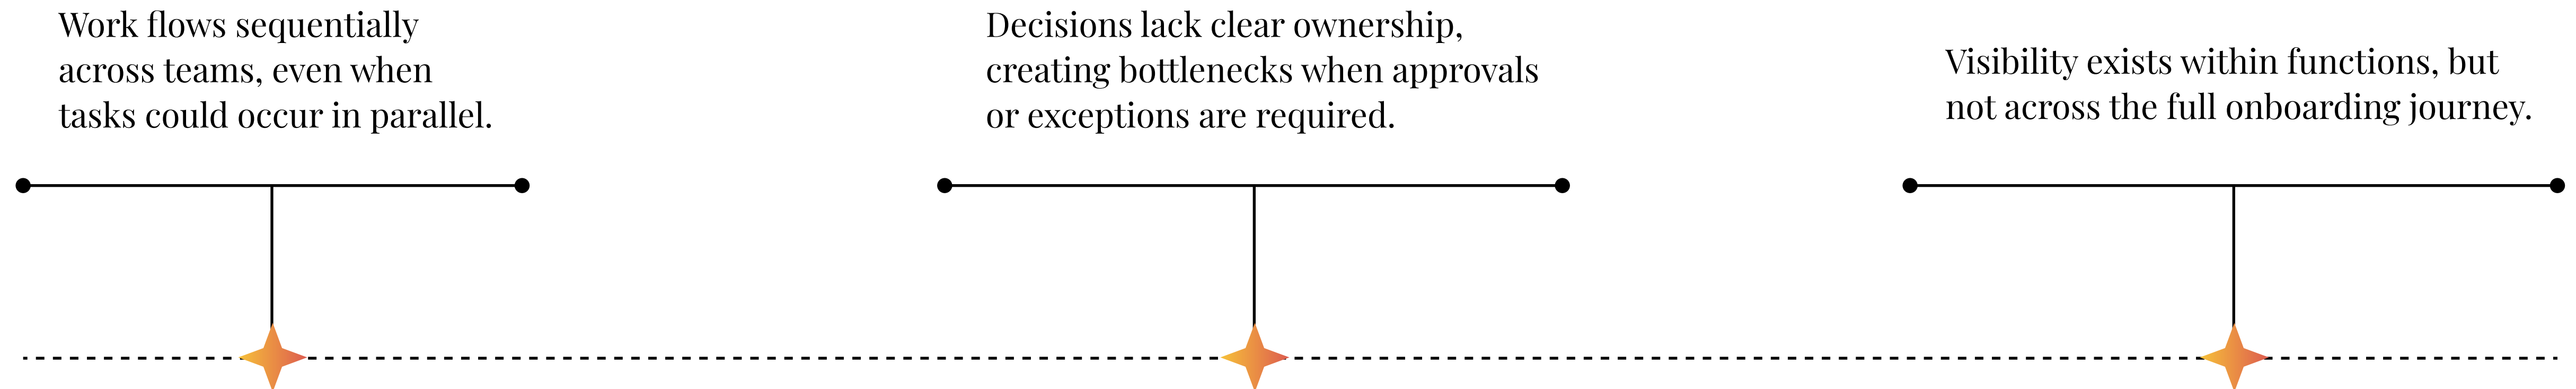 Work flows sequentially
across teams, even when
tasks could occur in parallel.
Decisions lack clear ownership,
creating bottlenecks when approvals
or exceptions are required.
Visibility exists within functions, but
not across the full onboarding journey.